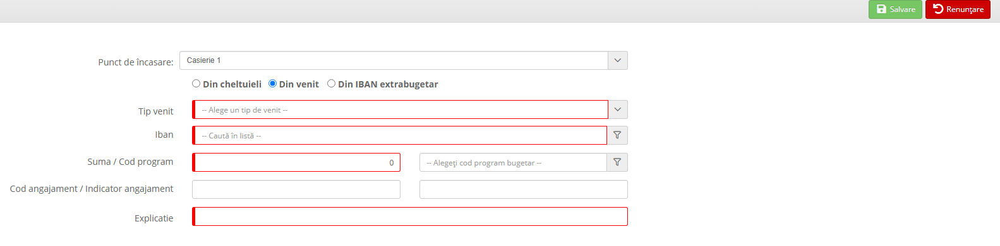 Salvare Renunţare
Punct de încasare: Casierie 1
Din cheltuieli Din venit Din IBAN extrabugetar
Tip venit -- Alege un tip de venit --
Iban -- Caută în listă --
Suma / Cod program 0 -- Alegeţi cod program bugetar --
Cod angajament / Indicator angajament
Explicatie